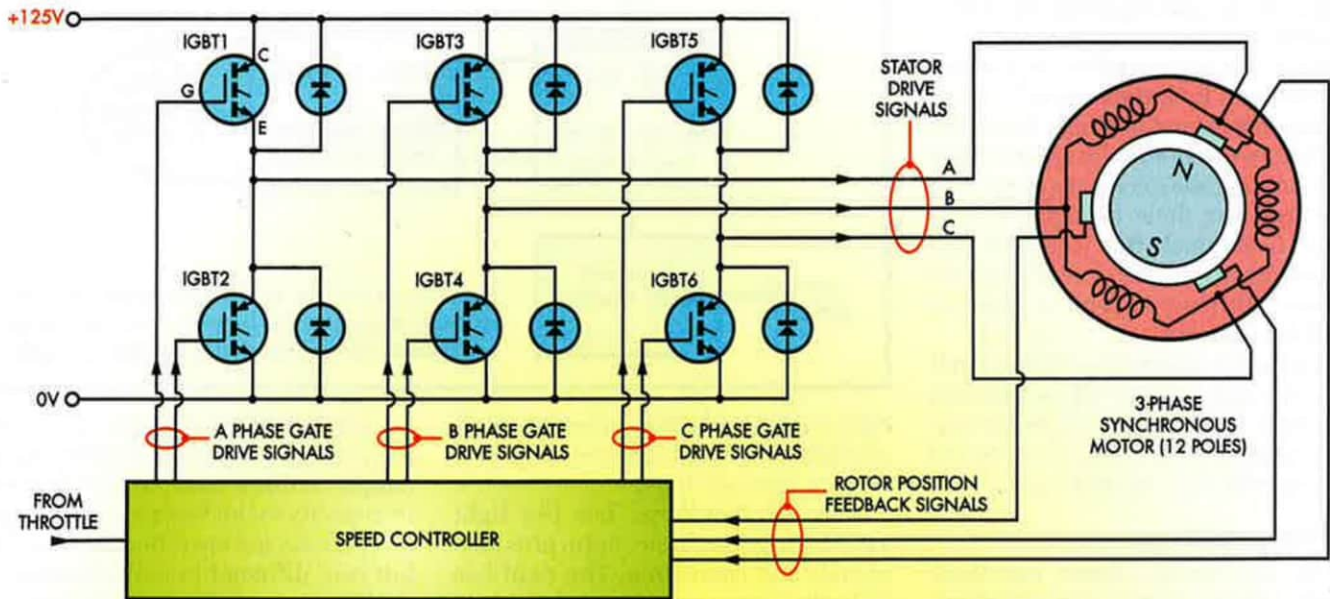 +125V
IGBT1
C
G
E
IGBT3
IGBT5
STATOR
DRIVE
SIGNALS
A
B
C
N
S
IGBT2
IGBT4
IGBT6
0V
A PHASE GATE
DRIVE SIGNALS
B PHASE GATE
DRIVE SIGNALS
C PHASE GATE
DRIVE SIGNALS
3-PHASE
SYNCHRONOUS
MOTOR (12 POLES)
FROM
THROTTLE
SPEED CONTROLLER
ROTOR POSITION
FEEDBACK SIGNALS